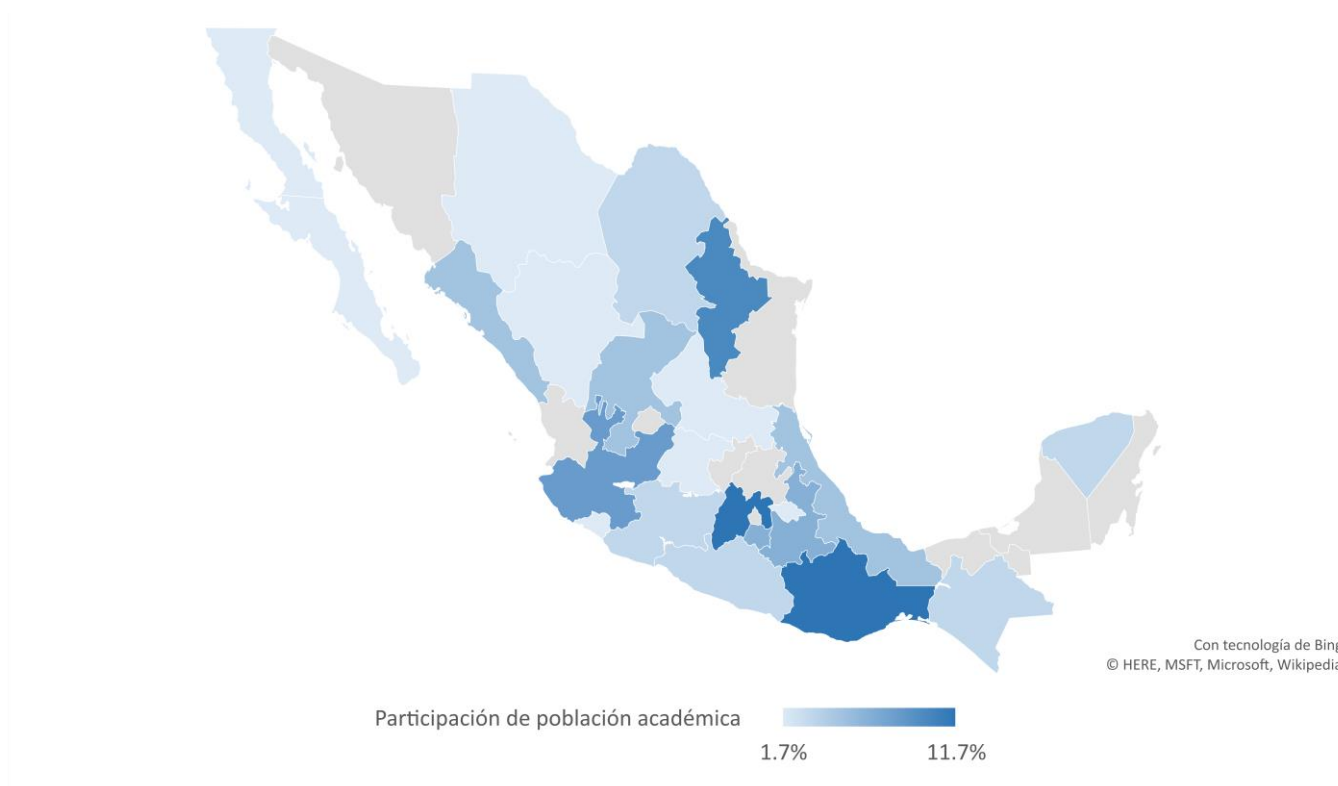 Con tecnología de Bing
© HERE, MSFT, Microsoft, Wikipedia
Participación de población académica
1.7%
11.7%